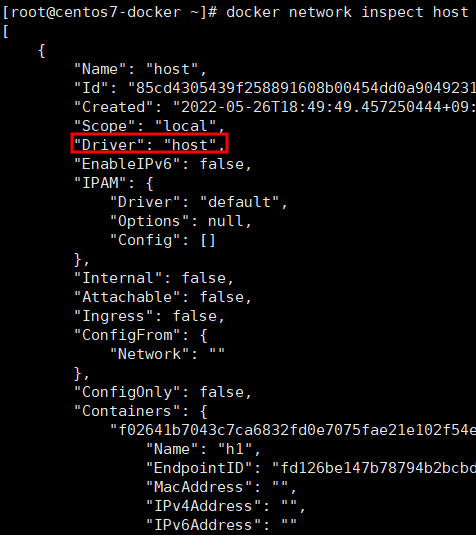 [root@centos7-docker ~]# docker network inspect host
[
    {
        "Name": "host",
        "Id": "85cd4305439f258891608b00454dd0a9049231
        "Created": "2022-05-26T18:49:49.457250444+09:
        "Scope": "local",
        "Driver": "host",
        "EnableIPv6": false,
        "IPAM": {
            "Driver": "default",
            "Options": null,
            "Config": []
        },
        "Internal": false,
        "Attachable": false,
        "Ingress": false,
        "ConfigFrom": {
            "Network": ""
        },
        "ConfigOnly": false,
        "Containers": {
            "f02641b7043c7ca6832fd0e7075fae21e102f54e
                "Name": "h1",
                "EndpointID": "fd126be147b78794b2bcbd
                "MacAddress": "",
                "IPv4Address": "",
                "IPv6Address": ""